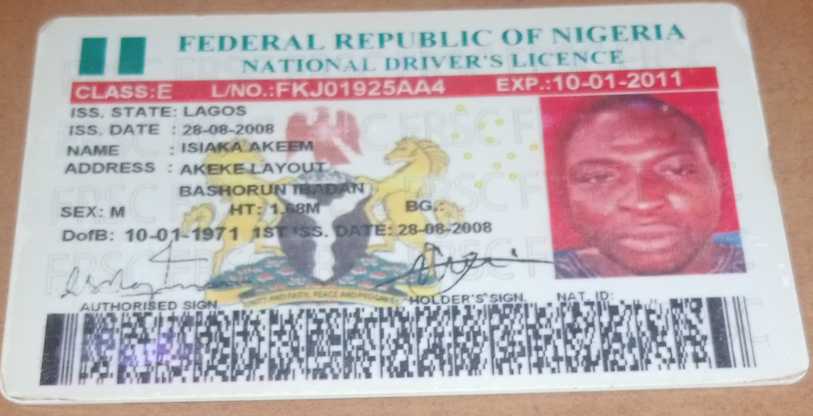 FEDERAL REPUBLIC OF NIGERIA
NATIONAL DRIVER'S LICENCE
CLASS:E L/NO.:FKJ01925AA4 EXP.:10-01-2011
ISS. STATE: LAGOS
ISS. DATE : 28-08-2008
NAME : ISIAKA AKEEM
ADDRESS : AKEKE LAYOUT
BASHORUN IBADAN
SEX: M HT: 1.68M BG.:
DofB: 10-01-1971 1ST ISS. DATE: 28-08-2008
UNITY AND FAITH, PEACE AND PROGRESS
AUTHORISED SIGN HOLDER'S SIGN. NAT. ID: